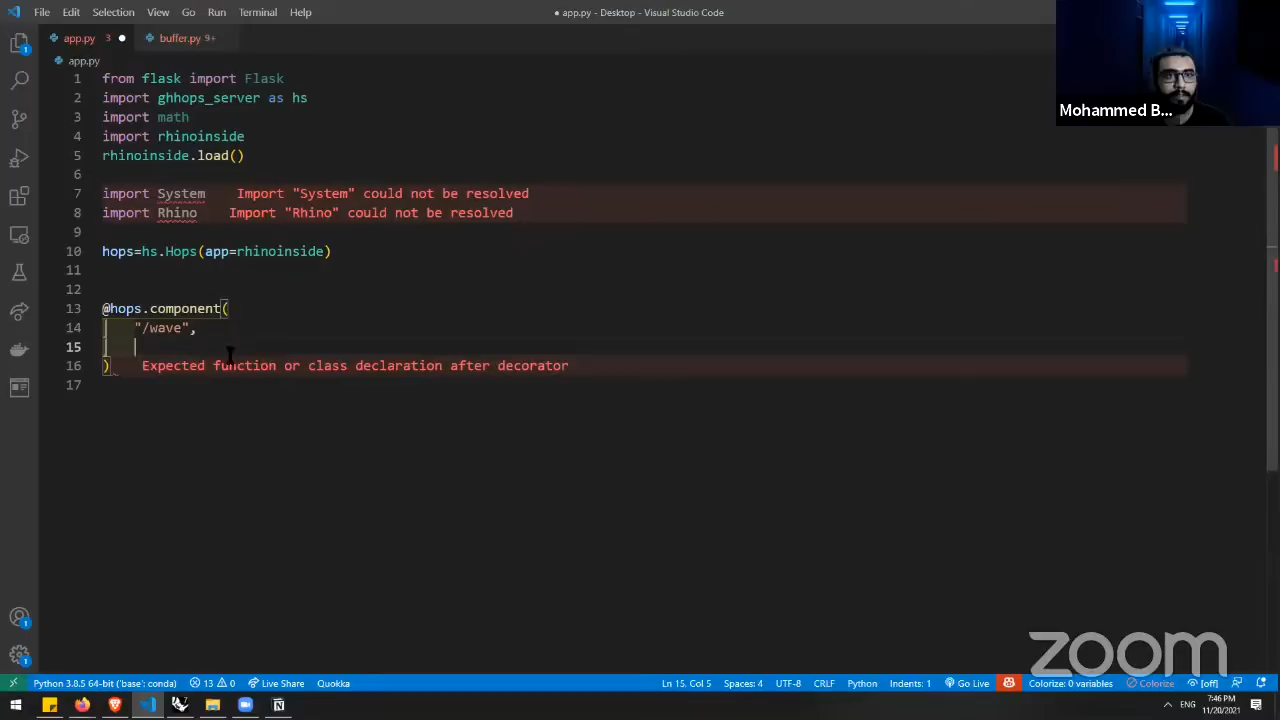 File Edit Selection View Go Run Terminal Help
● app.py - Desktop - Visual Studio Code
app.py 3 ● buffer.py 9+
app.py
Mohammed B...
1 from flask import Flask
2 import ghhops_server as hs
3 import math
4 import rhinoinside
5 rhinoinside.load()
6
7 import System Import "System" could not be resolved
8 import Rhino Import "Rhino" could not be resolved
9
10 hops=hs.Hops(app=rhinoinside)
11
12
13 @hops.component(
14 "/wave",
15
16 ) Expected function or class declaration after decorator
17
1
1
zoom
Python 3.8.5 64-bit ('base': conda) 13 0 Live Share Quokka Ln 15, Col 5 Spaces: 4 UTF-8 CRLF Python Indents: 1 Go Live Colorize: 0 variables Colorize [off]
ENG 7:46 PM
11/20/2021